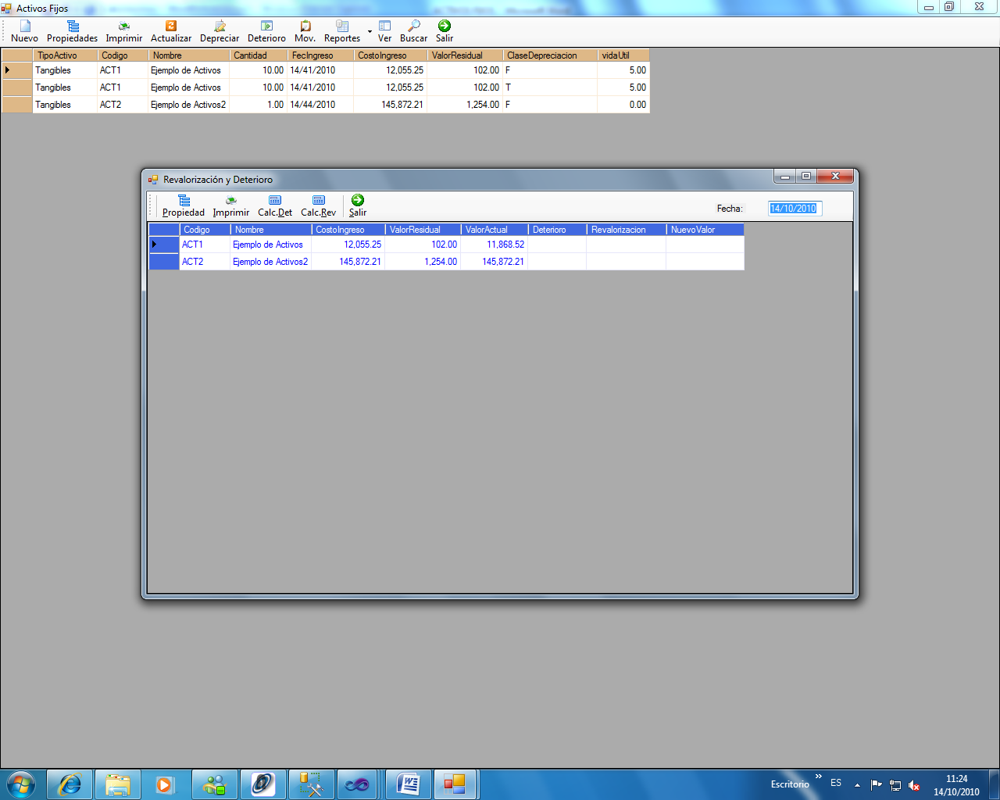 Activos Fijos
Nuevo Propiedades Imprimir Actualizar Depreciar Deterioro Mov. Reportes Ver Buscar Salir
TipoActivo Codigo Nombre Cantidad FecIngreso CostoIngreso ValorResidual ClaseDepreciacion vidaUtil
Tangibles ACT1 Ejemplo de Activos 10.00 14/41/2010 12,055.25 102.00 F 5.00
Tangibles ACT1 Ejemplo de Activos 10.00 14/41/2010 12,055.25 102.00 T 5.00
Tangibles ACT2 Ejemplo de Activos2 1.00 14/44/2010 145,872.21 1,254.00 F 0.00
Revalorización y Deterioro
Propiedad Imprimir Calc.Det Calc.Rev Salir Fecha: 14/10/2010
Codigo Nombre CostoIngreso ValorResidual ValorActual Deterioro Revalorizacion NuevoValor
ACT1 Ejemplo de Activos 12,055.25 102.00 11,868.52
ACT2 Ejemplo de Activos2 145,872.21 1,254.00 145,872.21
Escritorio » ES 11:24
14/10/2010